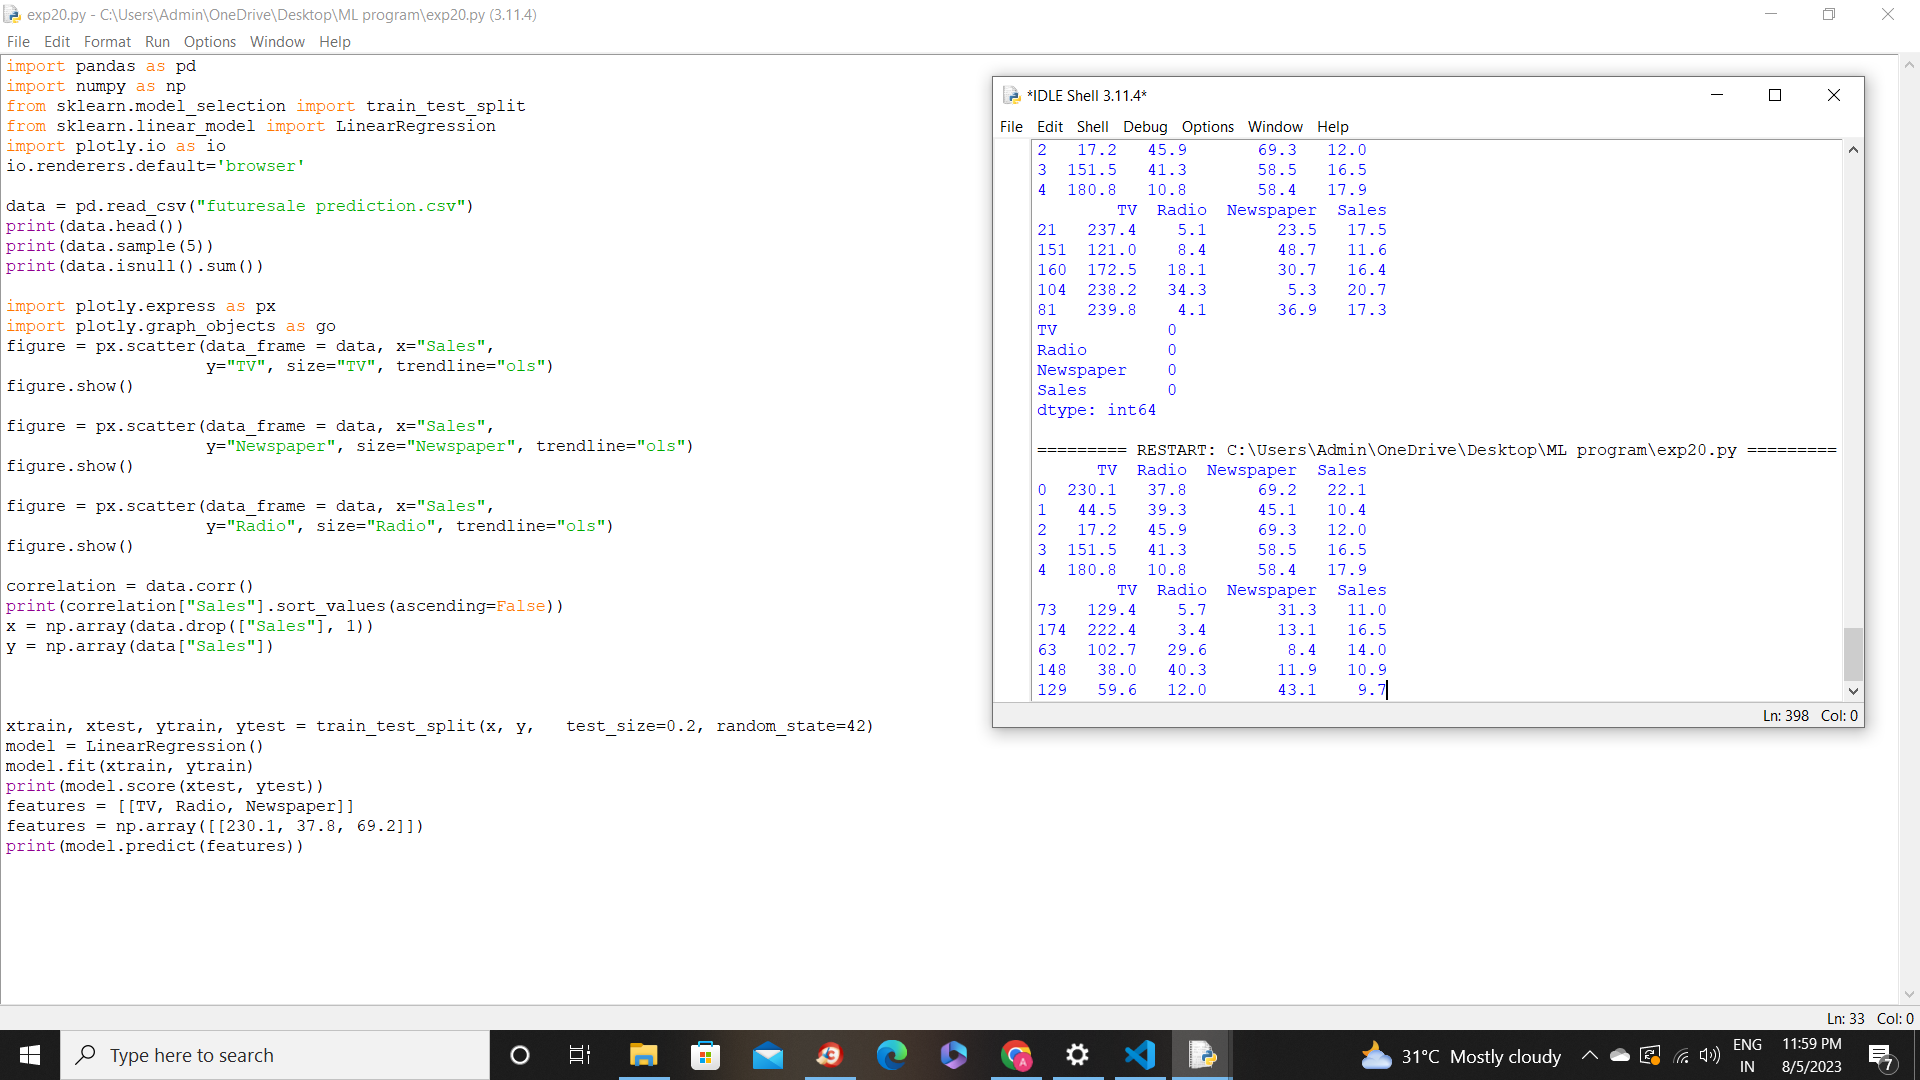 exp20.py - C:\Users\Admin\OneDrive\Desktop\ML program\exp20.py (3.11.4)
File Edit Format Run Options Window Help
import pandas as pd
import numpy as np
from sklearn.model_selection import train_test_split
from sklearn.linear_model import LinearRegression
import plotly.io as io
io.renderers.default='browser'
data = pd.read_csv("futuresale prediction.csv")
print(data.head())
print(data.sample(5))
print(data.isnull().sum())
import plotly.express as px
import plotly.graph_objects as go
figure = px.scatter(data_frame = data, x="Sales",
y="TV", size="TV", trendline="ols")
figure.show()
figure = px.scatter(data_frame = data, x="Sales",
y="Newspaper", size="Newspaper", trendline="ols")
figure.show()
figure = px.scatter(data_frame = data, x="Sales",
y="Radio", size="Radio", trendline="ols")
figure.show()
correlation = data.corr()
print(correlation["Sales"].sort_values(ascending=False))
x = np.array(data.drop(["Sales"], 1))
y = np.array(data["Sales"])
xtrain, xtest, ytrain, ytest = train_test_split(x, y,   test_size=0.2, random_state=42)
model = LinearRegression()
model.fit(xtrain, ytrain)
print(model.score(xtest, ytest))
features = [[TV, Radio, Newspaper]]
features = np.array([[230.1, 37.8, 69.2]])
print(model.predict(features))
*IDLE Shell 3.11.4*
File Edit Shell Debug Options Window Help
2 17.2 45.9 69.3 12.0
3 151.5 41.3 58.5 16.5
4 180.8 10.8 58.4 17.9
TV Radio Newspaper Sales
21 237.4 5.1 23.5 17.5
151 121.0 8.4 48.7 11.6
160 172.5 18.1 30.7 16.4
104 238.2 34.3 5.3 20.7
81 239.8 4.1 36.9 17.3
TV 0
Radio 0
Newspaper 0
Sales 0
dtype: int64
========= RESTART: C:\Users\Admin\OneDrive\Desktop\ML program\exp20.py =========
TV Radio Newspaper Sales
0 230.1 37.8 69.2 22.1
1 44.5 39.3 45.1 10.4
2 17.2 45.9 69.3 12.0
3 151.5 41.3 58.5 16.5
4 180.8 10.8 58.4 17.9
TV Radio Newspaper Sales
73 129.4 5.7 31.3 11.0
174 222.4 3.4 13.1 16.5
63 102.7 29.6 8.4 14.0
148 38.0 40.3 11.9 10.9
129 59.6 12.0 43.1 9.7
Ln: 398 Col: 0
Ln: 33 Col: 0
Type here to search
31°C Mostly cloudy
ENG
IN
11:59 PM
8/5/2023
7